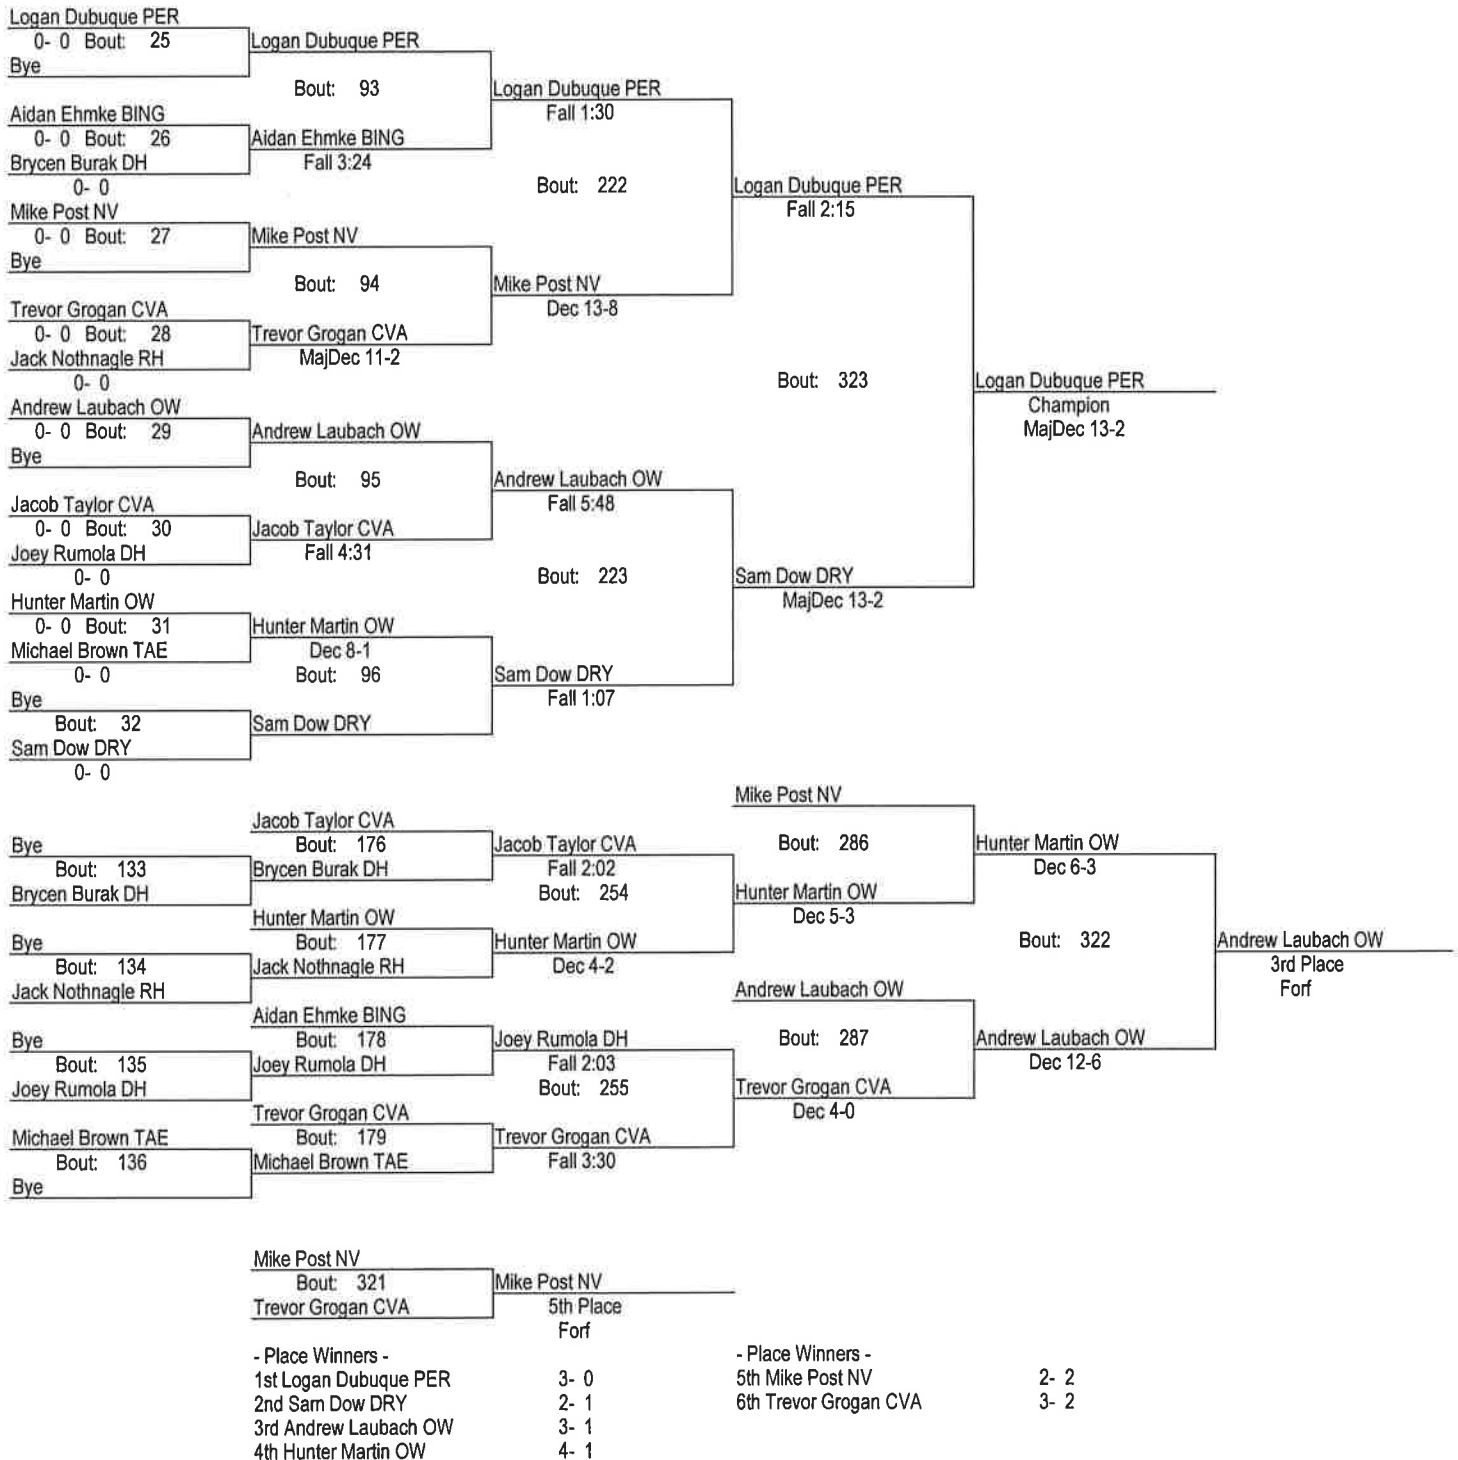 Logan Dubuque PER
0- 0 Bout: 25
Bye
Logan Dubuque PER
Bout: 93
Aidan Ehmke BING
0- 0 Bout: 26
Brycen Burak DH
0- 0
Aidan Ehmke BING
Fall 3:24
Logan Dubuque PER
Fall 1:30
Bout: 222
Mike Post NV
0- 0 Bout: 27
Bye
Mike Post NV
Bout: 94
Trevor Grogan CVA
0- 0 Bout: 28
Jack Nothnagle RH
0- 0
Trevor Grogan CVA
MajDec 11-2
Mike Post NV
Dec 13-8
Logan Dubuque PER
Fall 2:15
Bout: 323
Andrew Laubach OW
0- 0 Bout: 29
Bye
Andrew Laubach OW
Bout: 95
Jacob Taylor CVA
0- 0 Bout: 30
Joey Rumola DH
0- 0
Jacob Taylor CVA
Fall 4:31
Andrew Laubach OW
Fall 5:48
Bout: 223
Hunter Martin OW
0- 0 Bout: 31
Michael Brown TAE
0- 0
Hunter Martin OW
Dec 8-1
Bout: 96
Bye
Bout: 32
Sam Dow DRY
0- 0
Sam Dow DRY
Sam Dow DRY
Fall 1:07
Sam Dow DRY
MajDec 13-2
Logan Dubuque PER
Champion
MajDec 13-2
Bye
Bout: 133
Brycen Burak DH
Jacob Taylor CVA
Bout: 176
Brycen Burak DH
Jacob Taylor CVA
Fall 2:02
Bout: 254
Bye
Bout: 134
Jack Nothnagle RH
Hunter Martin OW
Bout: 177
Jack Nothnagle RH
Hunter Martin OW
Dec 4-2
Mike Post NV
Bout: 286
Hunter Martin OW
Dec 5-3
Hunter Martin OW
Dec 6-3
Bout: 322
Bye
Bout: 135
Joey Rumola DH
Aidan Ehmke BING
Bout: 178
Joey Rumola DH
Joey Rumola DH
Fall 2:03
Bout: 255
Michael Brown TAE
Bout: 136
Bye
Trevor Grogan CVA
Bout: 179
Michael Brown TAE
Trevor Grogan CVA
Fall 3:30
Andrew Laubach OW
Bout: 287
Trevor Grogan CVA
Dec 4-0
Andrew Laubach OW
Dec 12-6
Andrew Laubach OW
3rd Place
Forf
Mike Post NV
Bout: 321
Trevor Grogan CVA
Mike Post NV
5th Place
Forf
- Place Winners -
1st Logan Dubuque PER 3- 0
2nd Sam Dow DRY 2- 1
3rd Andrew Laubach OW 3- 1
4th Hunter Martin OW 4- 1
- Place Winners -
5th Mike Post NV 2- 2
6th Trevor Grogan CVA 3- 2